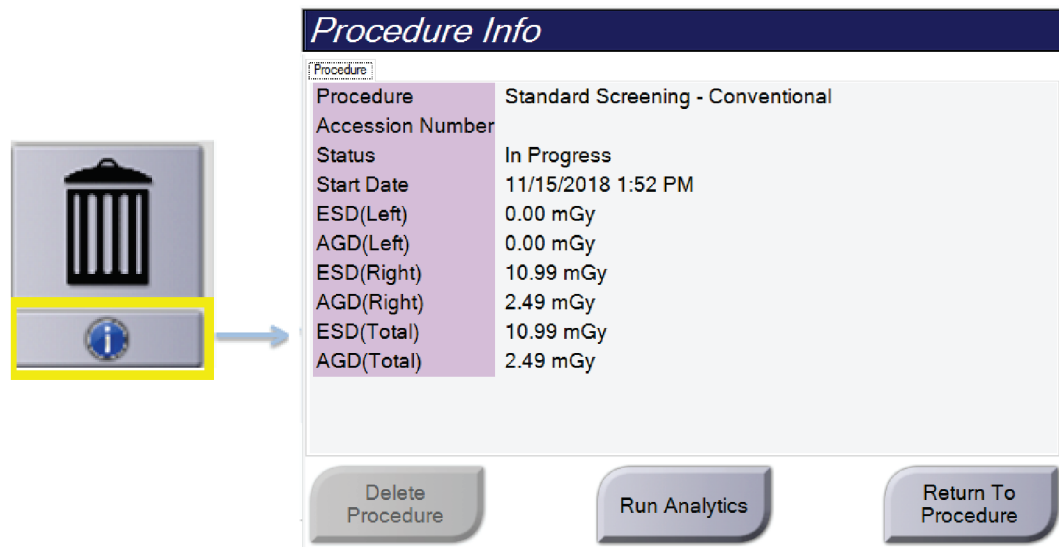 Procedure Info
Procedure
Procedure Standard Screening - Conventional
Accession Number
Status In Progress
Start Date 11/15/2018 1:52 PM
ESD(Left) 0.00 mGy
AGD(Left) 0.00 mGy
ESD(Right) 10.99 mGy
AGD(Right) 2.49 mGy
ESD(Total) 10.99 mGy
AGD(Total) 2.49 mGy
i
Delete
Procedure
Run Analytics
Return To
Procedure